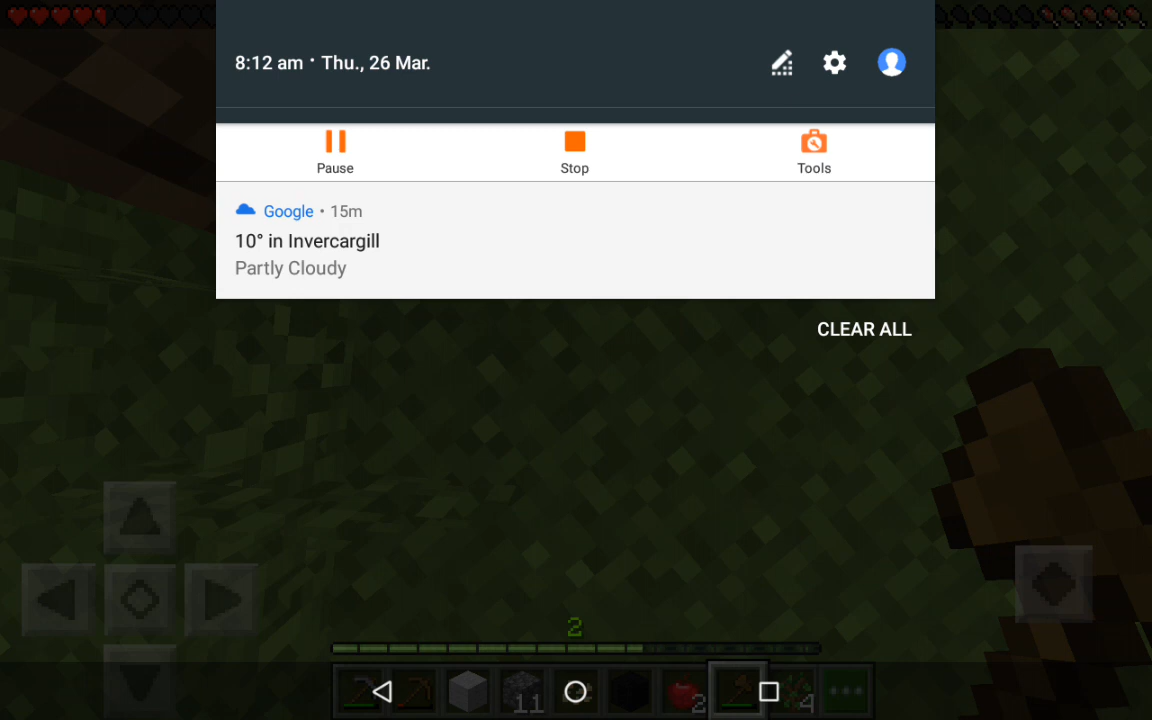 8:12 am · Thu., 26 Mar.
Pause
Stop
Tools
Google · 15m
10° in Invercargill
Partly Cloudy
CLEAR ALL
2
11
2
4